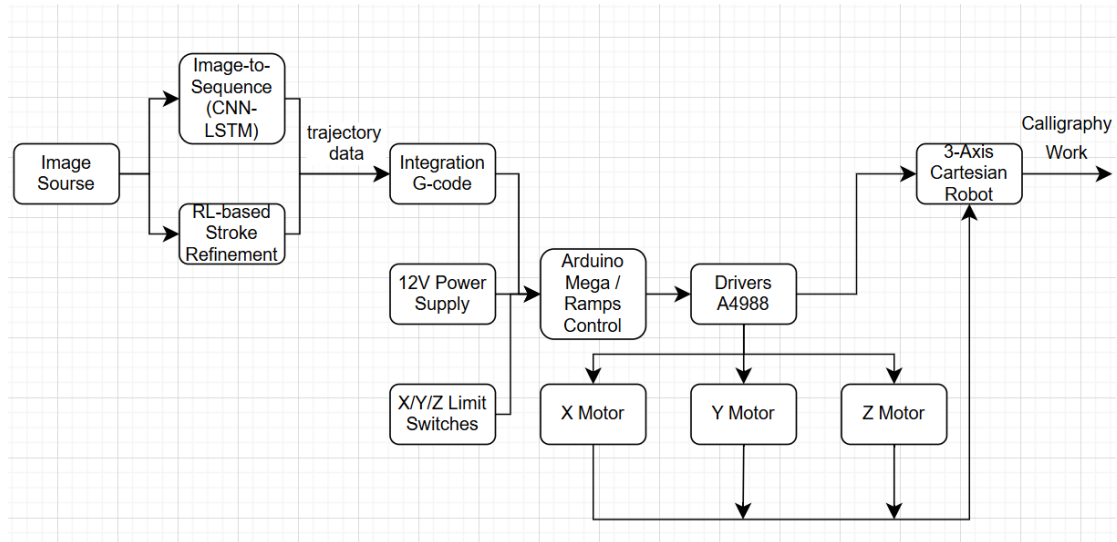 Image
Sourse
Image-to-
Sequence
(CNN-
LSTM)
RL-based
Stroke
Refinement
trajectory
data
Integration
G-code
12V Power
Supply
X/Y/Z Limit
Switches
Arduino
Mega /
Ramps
Control
Drivers
A4988
X Motor
Y Motor
Z Motor
3-Axis
Cartesian
Robot
Calligraphy
Work